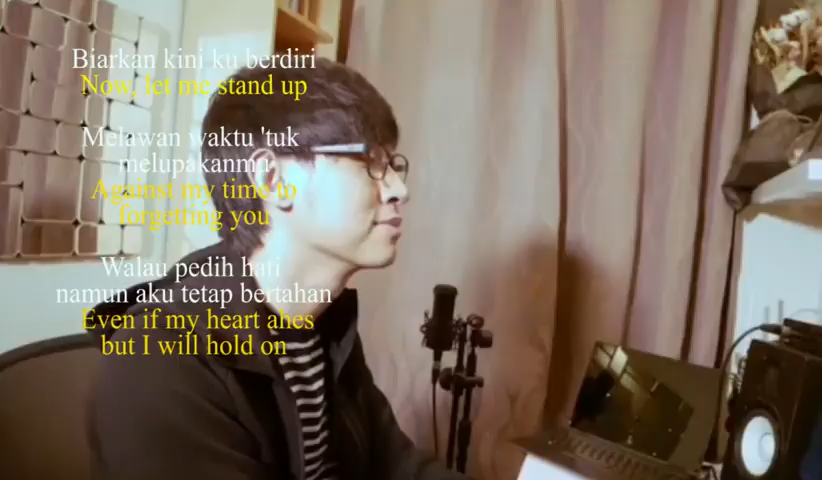 Biarkan kini ku berdiri
Now, let me stand up
Melawan waktu 'tuk
melupakanmu
Against my time to
forgetting you
Walau pedih hati
namun aku tetap bertahan
Even if my heart ahes
but I will hold on